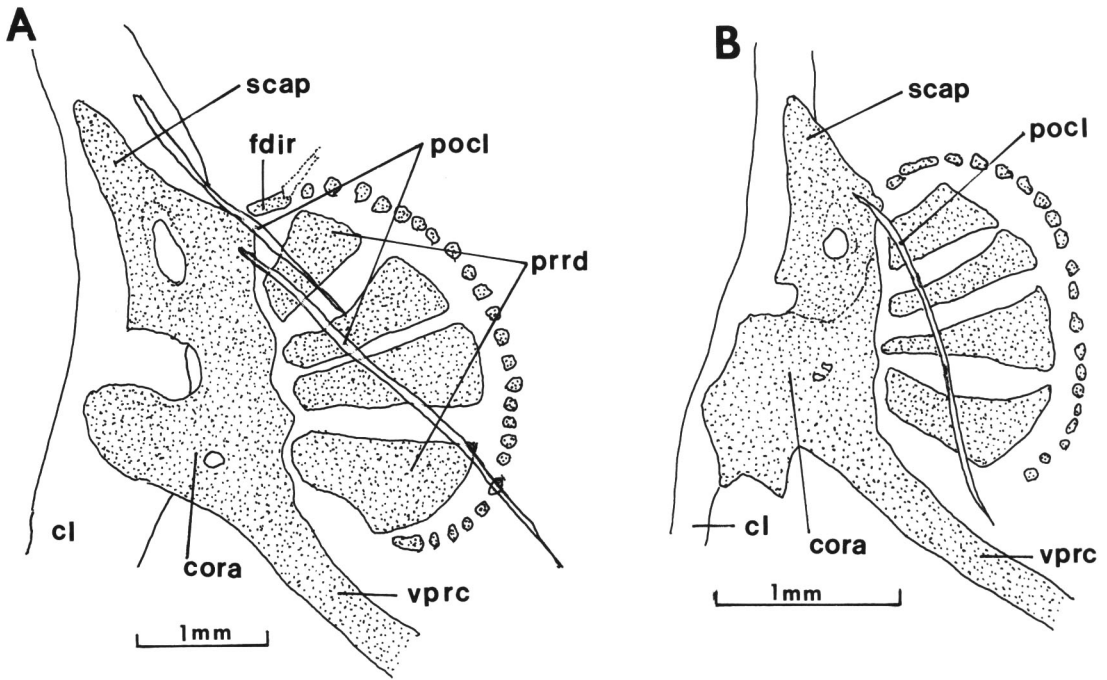 A
scap
fdir
pocl
prrd
cl
cora
vprc
1mm
B
scap
pocl
cl
cora
vprc
1mm